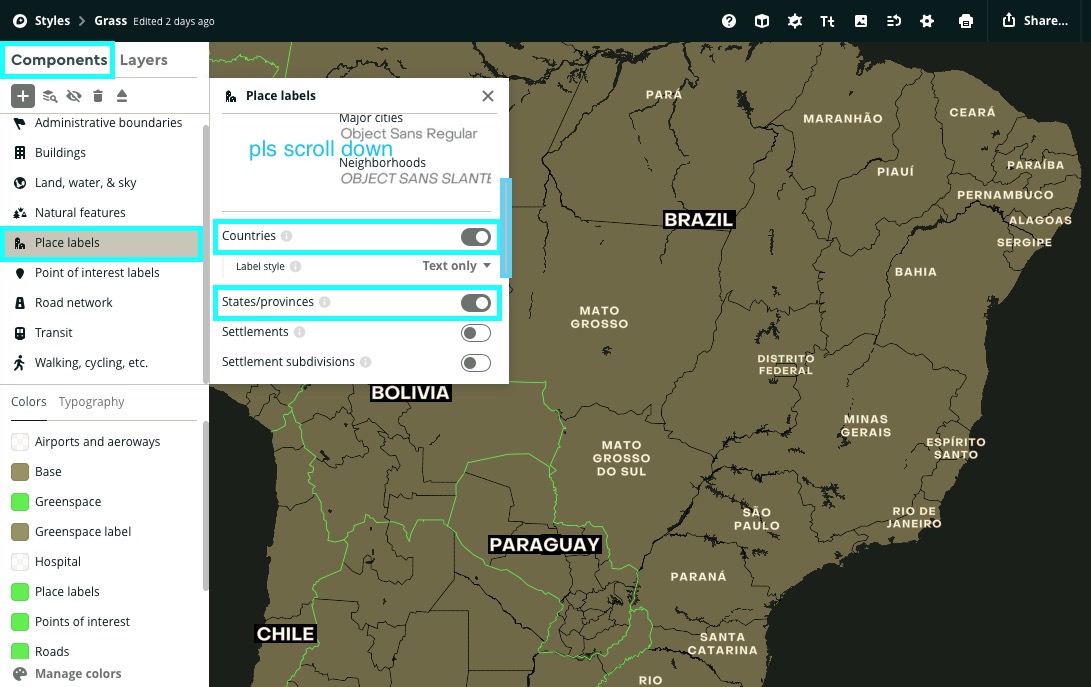 Styles > Grass Edited 2 days ago
Share...
Components Layers
Administrative boundaries
Buildings
Land, water, & sky
Natural features
Place labels
Point of interest labels
Road network
Transit
Walking, cycling, etc.
Colors Typography
Airports and aeroways
Base
Greenspace
Greenspace label
Hospital
Place labels
Points of interest
Roads
Manage colors
Place labels
Major cities
Object Sans Regular
pls scroll down
Neighborhoods
OBJECT SANS SLANTE
Countries
Label style Text only
States/provinces
Settlements
Settlement subdivisions
PARÁ
MARANHÃO
CEARÁ
PIAUÍ
PARAÍBA
PERNAMBUCO
ALAGOAS
SERGIPE
BRAZIL
BAHIA
MATO
GROSSO
DISTRITO
FEDERAL
BOLIVIA
MINAS
GERAIS
ESPÍRITO
SANTO
MATO
GROSSO
DO SUL
SÃO
PAULO
RIO DE
JANEIRO
PARAGUAY
PARANÁ
CHILE
SANTA
CATARINA
RIO